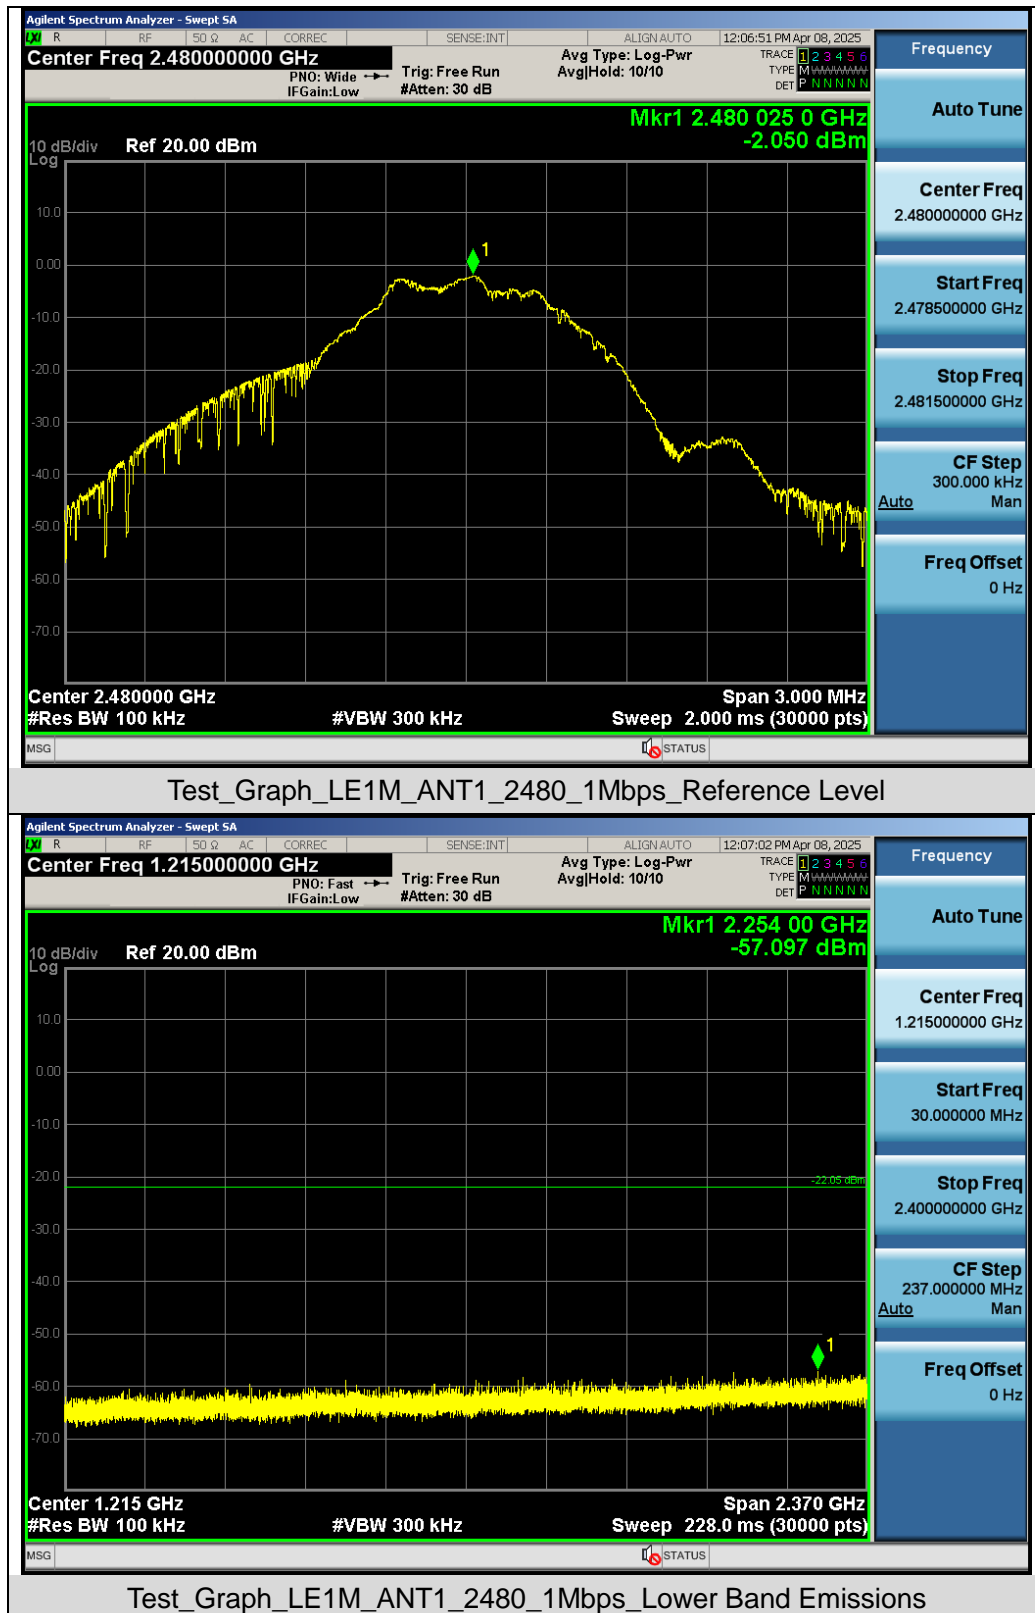 Agilent Spectrum Analyzer - Swept SA
LXI R RF 50 Ω AC CORREC SENSE:INT ALIGN AUTO 12:06:51 PM Apr 08, 2025
Center Freq 2.480000000 GHz
PNO: Wide
IFGain:Low
Trig: Free Run
#Atten: 30 dB
Avg Type: Log-Pwr
Avg|Hold: 10/10
TRACE 1 2 3 4 5 6
TYPE M
DET P N N N N N
Mkr1 2.480 025 0 GHz
-2.050 dBm
10 dB/div Ref 20.00 dBm
Log
10.0
0.00
1
-10.0
-20.0
-30.0
-40.0
-50.0
-60.0
-70.0
Center 2.480000 GHz Span 3.000 MHz
#Res BW 100 kHz #VBW 300 kHz Sweep 2.000 ms (30000 pts)
MSG STATUS
Frequency
Auto Tune
Center Freq
2.480000000 GHz
Start Freq
2.478500000 GHz
Stop Freq
2.481500000 GHz
CF Step
300.000 kHz
Auto Man
Freq Offset
0 Hz
Test_Graph_LE1M_ANT1_2480_1Mbps_Reference Level
Agilent Spectrum Analyzer - Swept SA
LXI R RF 50 Ω AC CORREC SENSE:INT ALIGN AUTO 12:07:02 PM Apr 08, 2025
Center Freq 1.215000000 GHz
PNO: Fast
IFGain:Low
Trig: Free Run
#Atten: 30 dB
Avg Type: Log-Pwr
Avg|Hold: 10/10
TRACE 1 2 3 4 5 6
TYPE M
DET P N N N N N
Mkr1 2.254 00 GHz
-57.097 dBm
10 dB/div Ref 20.00 dBm
Log
10.0
0.00
-10.0
-20.0
-22.05 dBm
-30.0
-40.0
-50.0
1
-60.0
-70.0
Center 1.215 GHz Span 2.370 GHz
#Res BW 100 kHz #VBW 300 kHz Sweep 228.0 ms (30000 pts)
MSG STATUS
Frequency
Auto Tune
Center Freq
1.215000000 GHz
Start Freq
30.000000 MHz
Stop Freq
2.400000000 GHz
CF Step
237.000000 MHz
Auto Man
Freq Offset
0 Hz
Test_Graph_LE1M_ANT1_2480_1Mbps_Lower Band Emissions